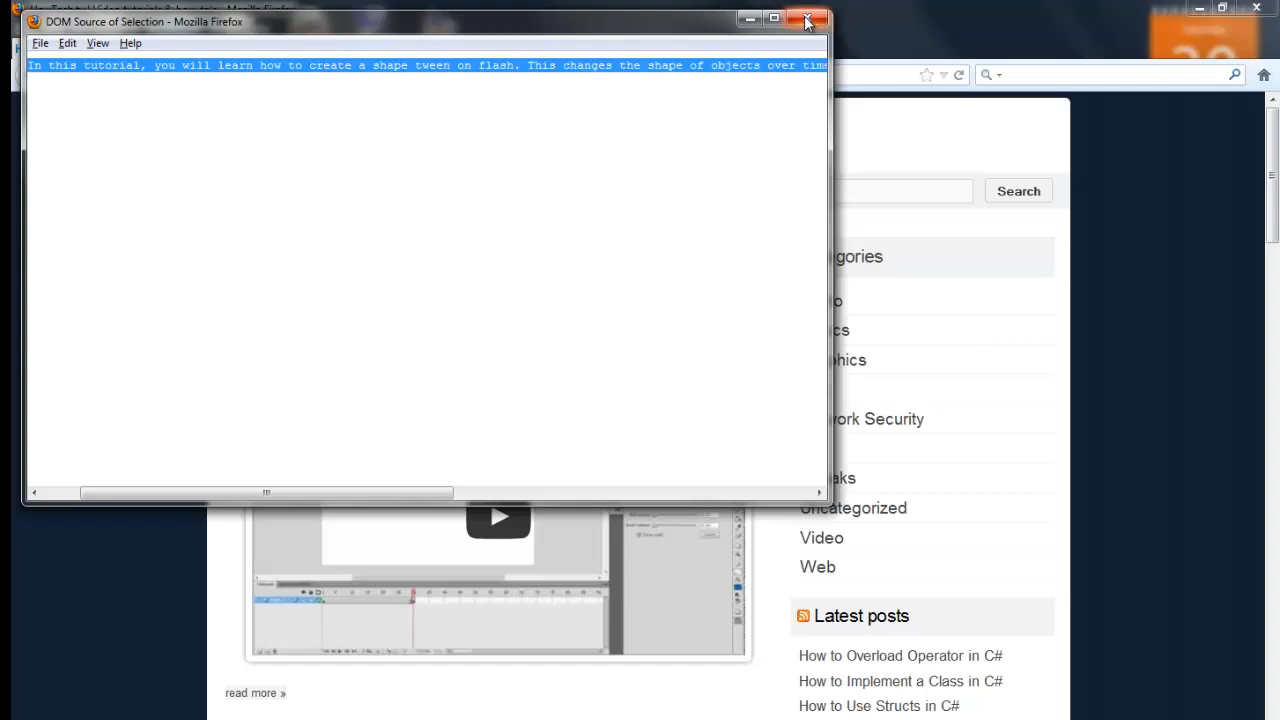 DOM Source of Selection - Mozilla Firefox
File Edit View Help
In this tutorial, you will learn how to create a shape tween on flash. This changes the shape of objects over time
Search
egories
o
cs
phics
work Security
aks
Uncategorized
Video
Web
Latest posts
How to Overload Operator in C#
How to Implement a Class in C#
How to Use Structs in C#
read more »